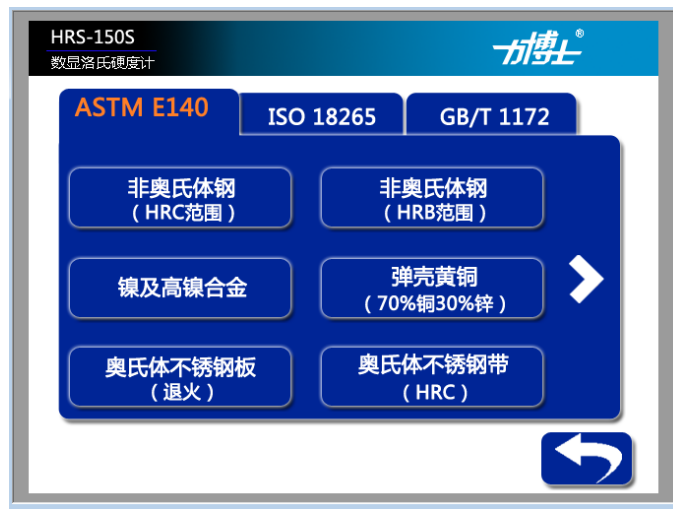 HRS-150S
数显洛氏硬度计
力博士®
ASTM E140
ISO 18265
GB/T 1172
非奥氏体钢
（HRC范围）
非奥氏体钢
（HRB范围）
镍及高镍合金
弹壳黄铜
（70%铜30%锌）
奥氏体不锈钢板
（退火）
奥氏体不锈钢带
（HRC）